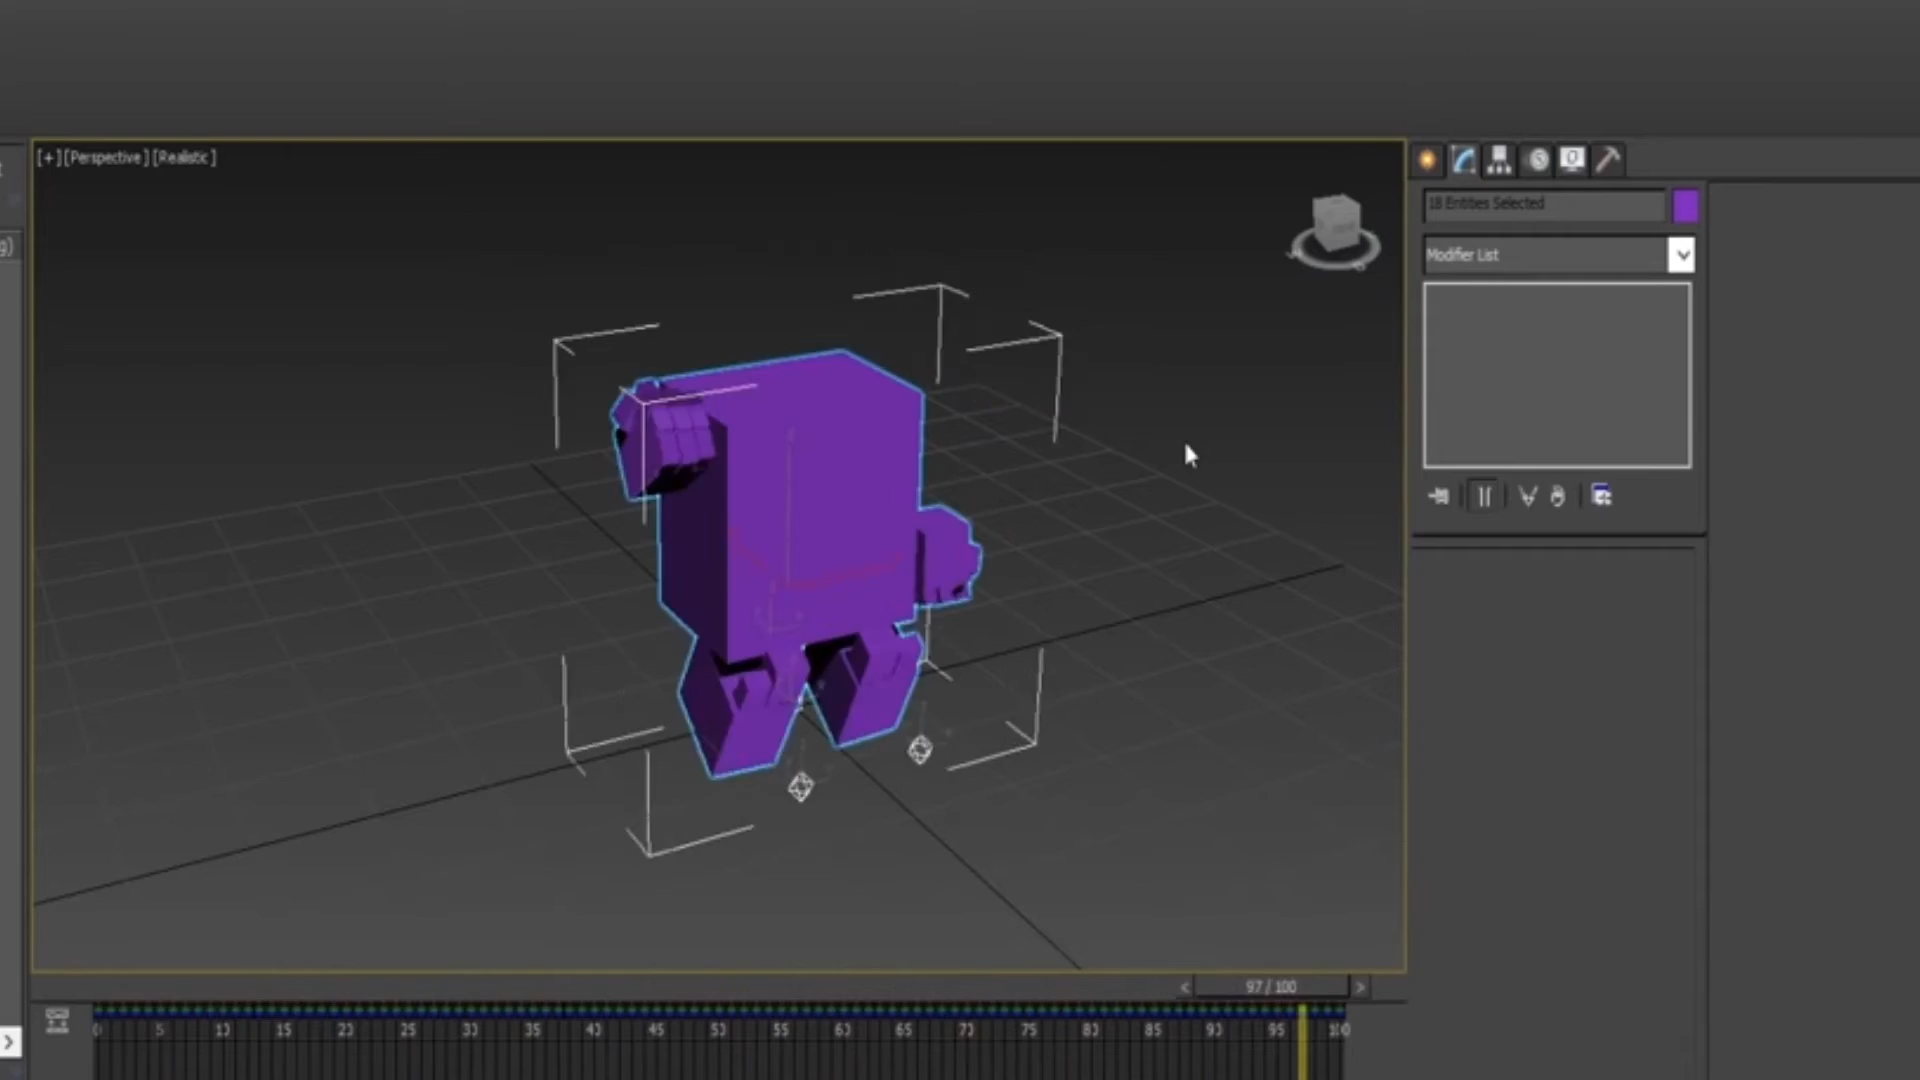 [+] [Perspective] [Realistic]
18 Entities Selected
Modifier List
97 / 100
0 5 10 15 20 25 30 35 40 45 50 55 60 65 70 75 80 85 90 95 100